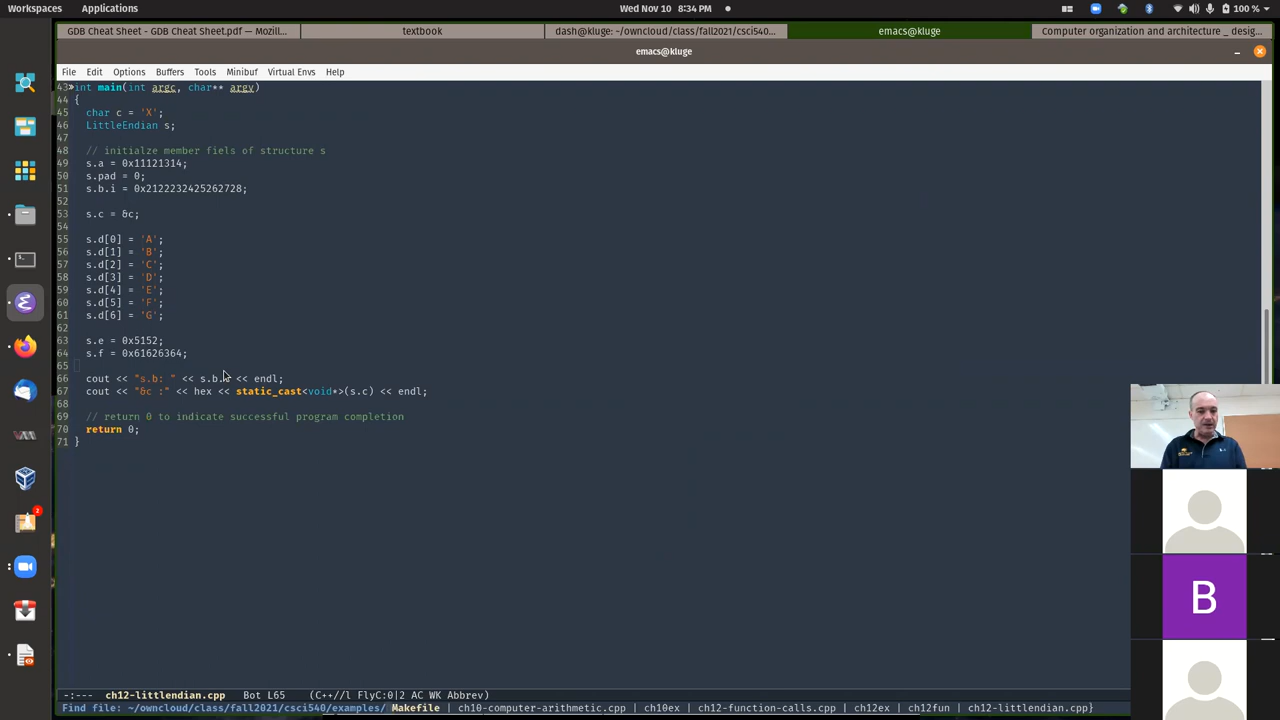 Workspaces Applications Wed Nov 10 8:34 PM 100 %
GDB Cheat Sheet - GDB Cheat Sheet.pdf — Mozill... textbook dash@kluge: ~/owncloud/class/fall2021/csci540... emacs@kluge Computer organization and architecture _ desig...
emacs@kluge
File Edit Options Buffers Tools Minibuf Virtual Envs Help
43 int main(int argc, char** argv)
44 {
45 char c = 'X';
46 LittleEndian s;
47
48 // initialze member fiels of structure s
49 s.a = 0x11121314;
50 s.pad = 0;
51 s.b.i = 0x2122232425262728;
52
53 s.c = &c;
54
55 s.d[0] = 'A';
56 s.d[1] = 'B';
57 s.d[2] = 'C';
58 s.d[3] = 'D';
59 s.d[4] = 'E';
60 s.d[5] = 'F';
61 s.d[6] = 'G';
62
63 s.e = 0x5152;
64 s.f = 0x61626364;
65
66 cout << "s.b: " << << endl;
67 cout << "&c :" << hex << static_cast<void*>(s.c) << endl;
68
69 // return 0 to indicate successful program completion
70 return 0;
71 }
B
2
-:--- ch12-littlendian.cpp Bot L65 (C++//l FlyC:0|2 AC WK Abbrev)
Find file: ~/owncloud/class/fall2021/csci540/examples/ Makefile | ch10-computer-arithmetic.cpp | ch10ex | ch12-function-calls.cpp | ch12ex | ch12fun | ch12-littlendian.cpp}